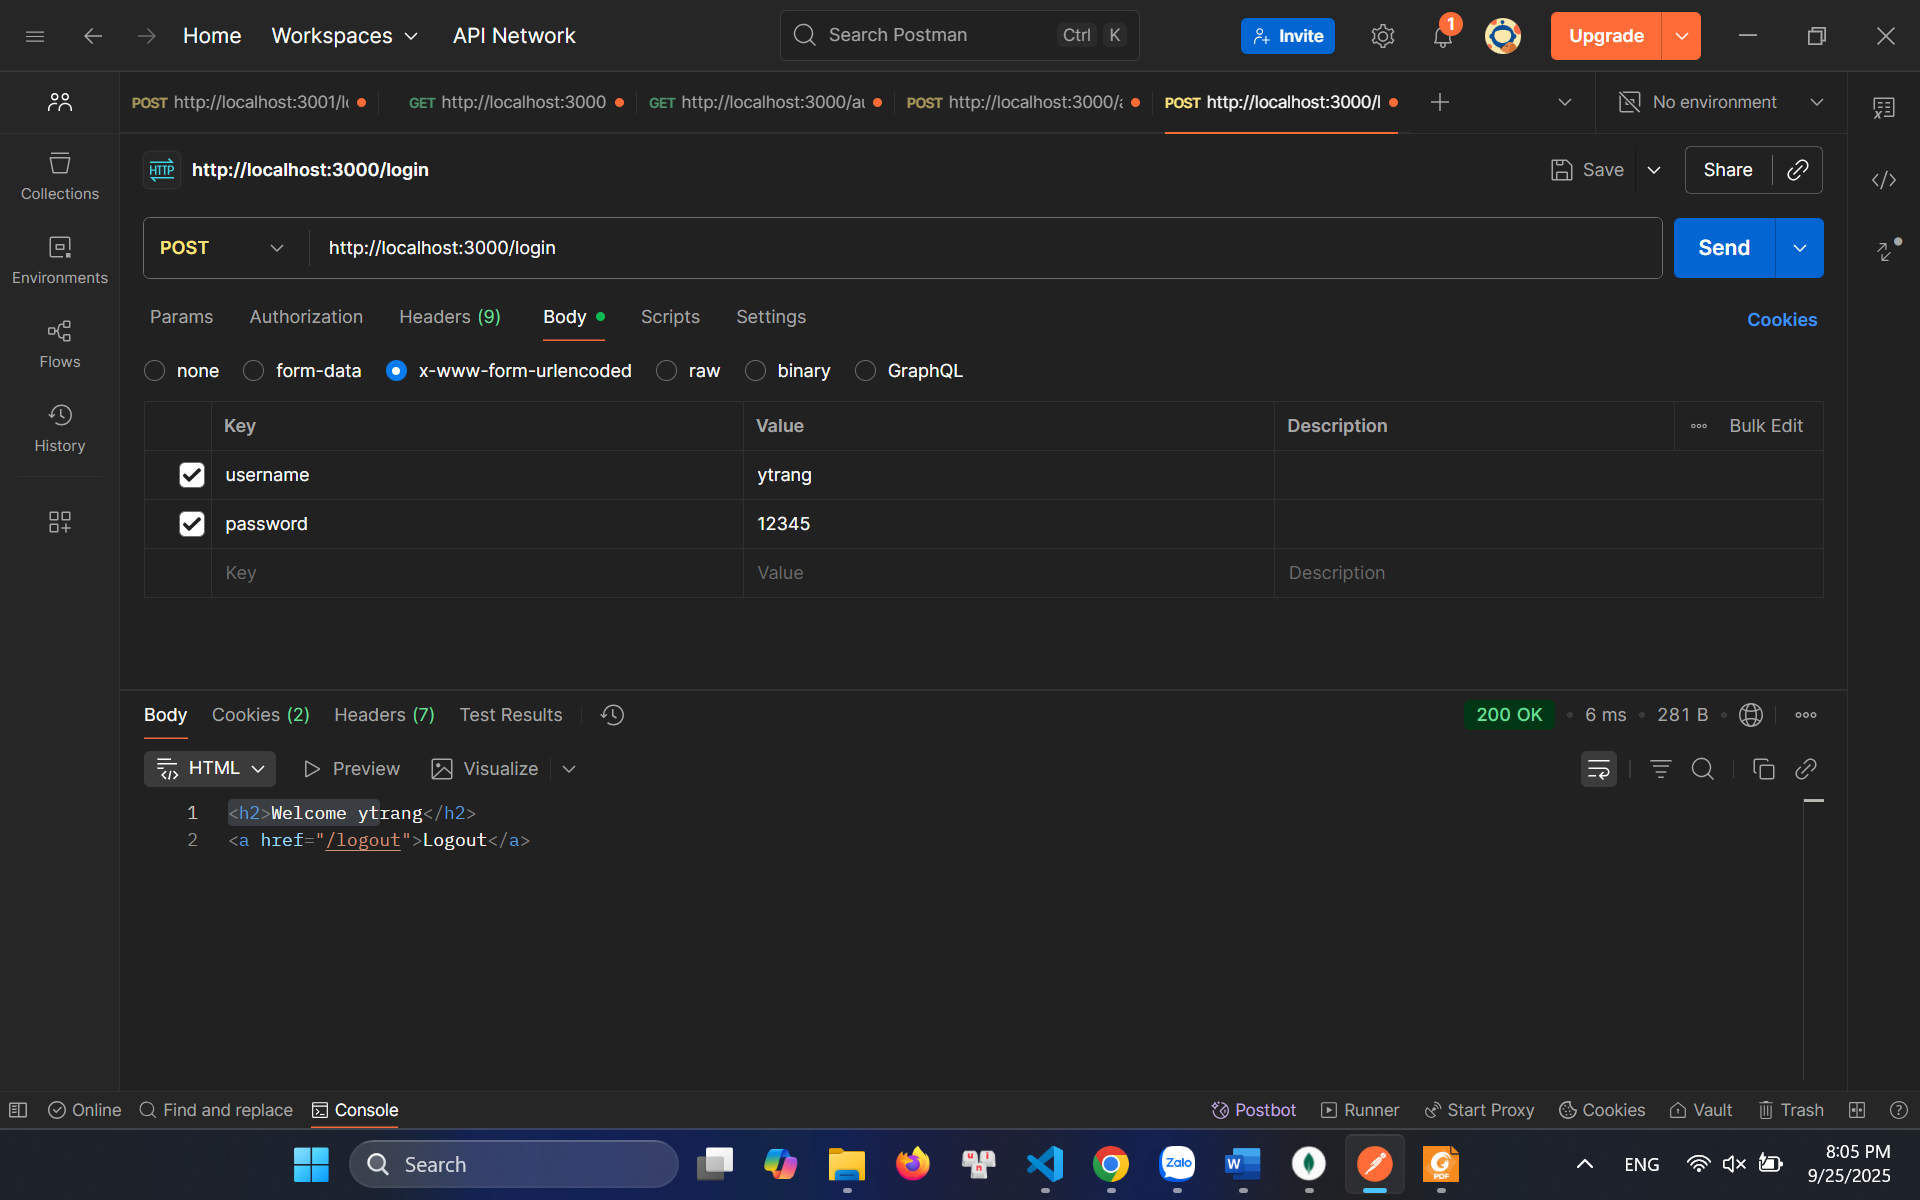 Home
Workspaces
API Network
Search Postman
Ctrl
K
Invite
1
Upgrade
POST http://localhost:3001/l
GET http://localhost:3000
GET http://localhost:3000/au
POST http://localhost:3000/a
POST http://localhost:3000/l
No environment
Collections
Environments
Flows
History
HTTP
http://localhost:3000/login
Save
Share
POST
http://localhost:3000/login
Send
Params
Authorization
Headers (9)
Body
Scripts
Settings
Cookies
none
form-data
x-www-form-urlencoded
raw
binary
GraphQL
Key
Value
Description
Bulk Edit
username
ytrang
password
12345
Key
Value
Description
Body
Cookies (2)
Headers (7)
Test Results
200 OK
6 ms
281 B
HTML
Preview
Visualize
1 <h2>Welcome ytrang</h2>
2 <a href="/logout">Logout</a>
Online
Find and replace
Console
Postbot
Runner
Start Proxy
Cookies
Vault
Trash
Search
u n i
Zalo
W
PDF
ENG
8:05 PM
9/25/2025